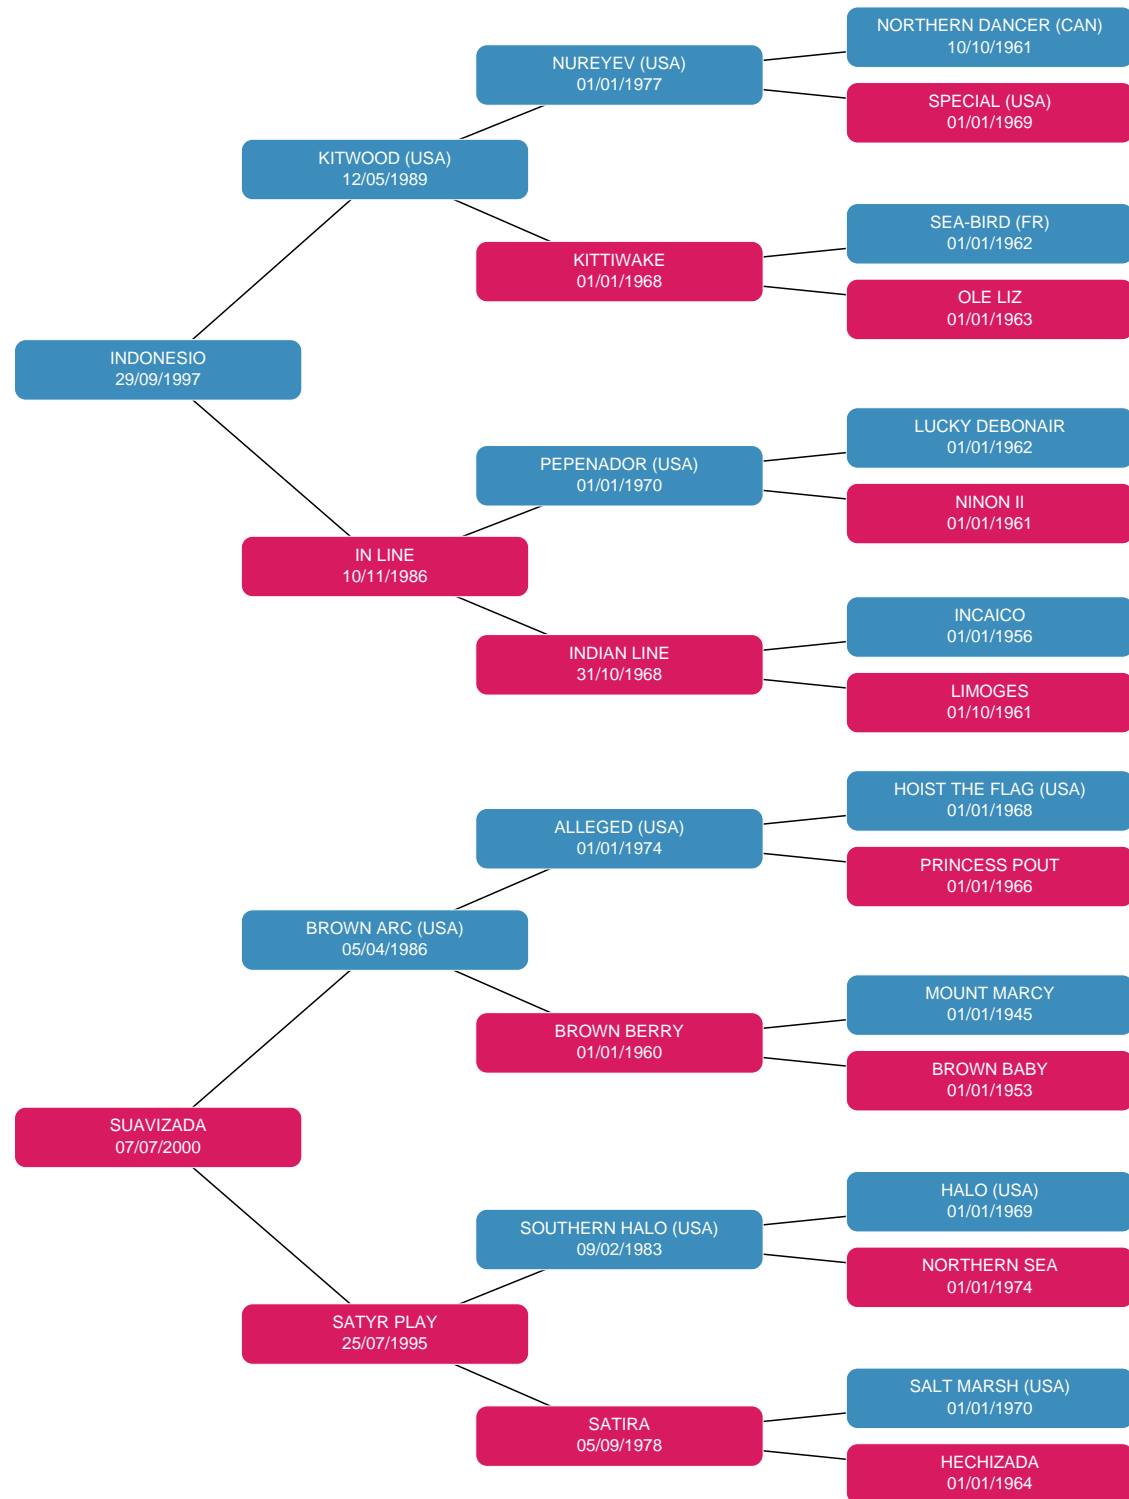 NORTHERN DANCER (CAN)
10/10/1961
NUREYEV (USA)
01/01/1977
SPECIAL (USA)
01/01/1969
KITWOOD (USA)
12/05/1989
SEA-BIRD (FR)
01/01/1962
KITTIWAKE
01/01/1968
OLE LIZ
01/01/1963
INDONESIO
29/09/1997
LUCKY DEBONAIR
01/01/1962
PEPENADOR (USA)
01/01/1970
NINON II
01/01/1961
IN LINE
10/11/1986
INCAICO
01/01/1956
INDIAN LINE
31/10/1968
LIMOGES
01/10/1961
HOIST THE FLAG (USA)
01/01/1968
ALLEGED (USA)
01/01/1974
PRINCESS POUT
01/01/1966
BROWN ARC (USA)
05/04/1986
MOUNT MARCY
01/01/1945
BROWN BERRY
01/01/1960
BROWN BABY
01/01/1953
SUAVIZADA
07/07/2000
HALO (USA)
01/01/1969
SOUTHERN HALO (USA)
09/02/1983
NORTHERN SEA
01/01/1974
SATYR PLAY
25/07/1995
SALT MARSH (USA)
01/01/1970
SATIRA
05/09/1978
HECHIZADA
01/01/1964